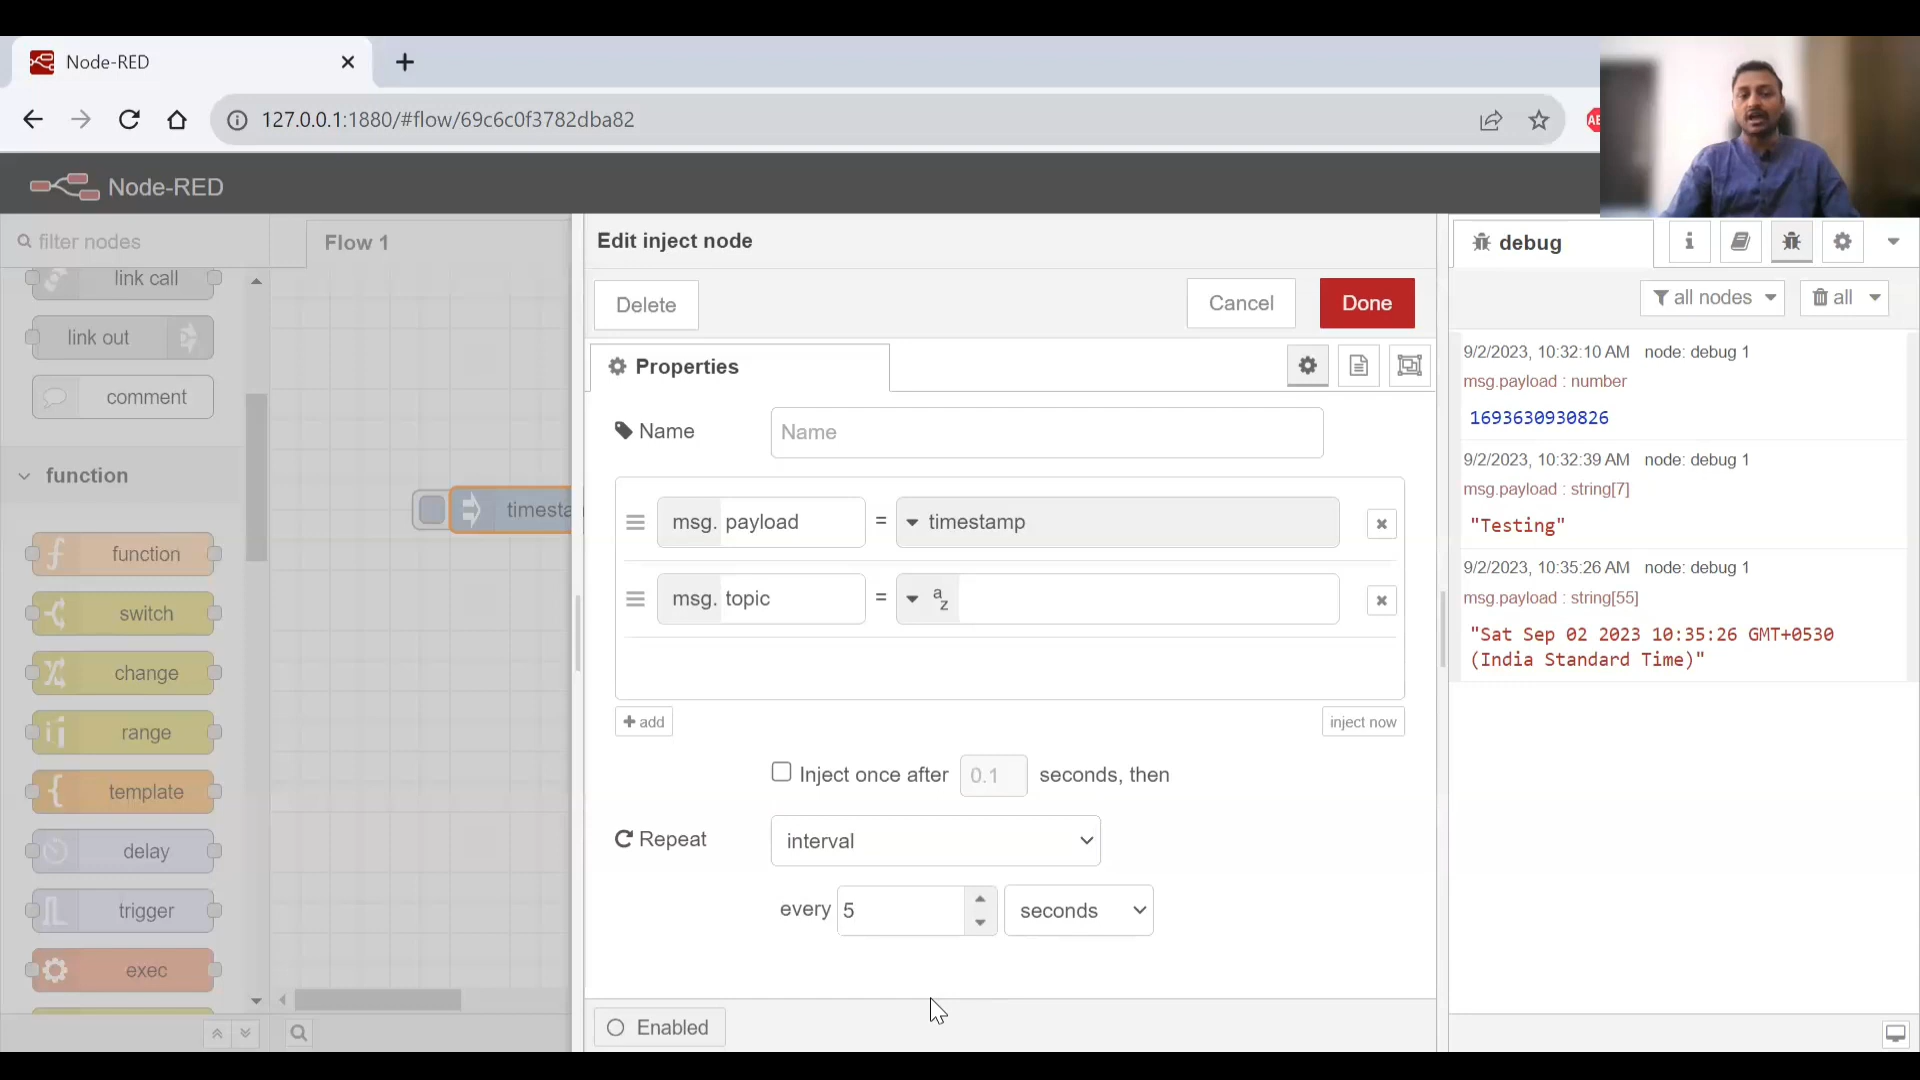 Node-RED
127.0.0.1:1880/#flow/69c6c0f3782dba82
AB
Node-RED
filter nodes
link call
link out
comment
function
function
switch
change
range
template
delay
trigger
exec
Flow 1
timesta
Edit inject node
Delete
Cancel
Done
Properties
Name
Name
msg. payload = timestamp
msg. topic = a z
add
inject now
Inject once after 0.1 seconds, then
Repeat interval
every 5 seconds
Enabled
debug
i
all nodes
all
9/2/2023, 10:32:10 AM node: debug 1
msg.payload : number
1693630930826
9/2/2023, 10:32:39 AM node: debug 1
msg.payload : string[7]
"Testing"
9/2/2023, 10:35:26 AM node: debug 1
msg.payload : string[55]
"Sat Sep 02 2023 10:35:26 GMT+0530
(India Standard Time)"